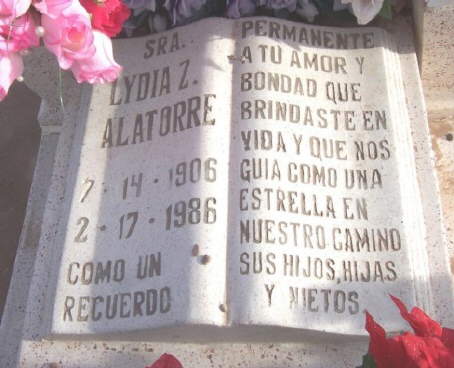 SRA.
LYDIA Z.
ALATORRE
7 · 14 · 1906
2 · 17 · 1986
COMO UN
RECUERDO
PERMANENTE
A TU AMOR Y
BONDAD QUE
BRINDASTE EN
VIDA Y QUE NOS
GUIA COMO UNA
ESTRELLA EN
NUESTRO CAMINO
SUS HIJOS, HIJAS
Y NIETOS.